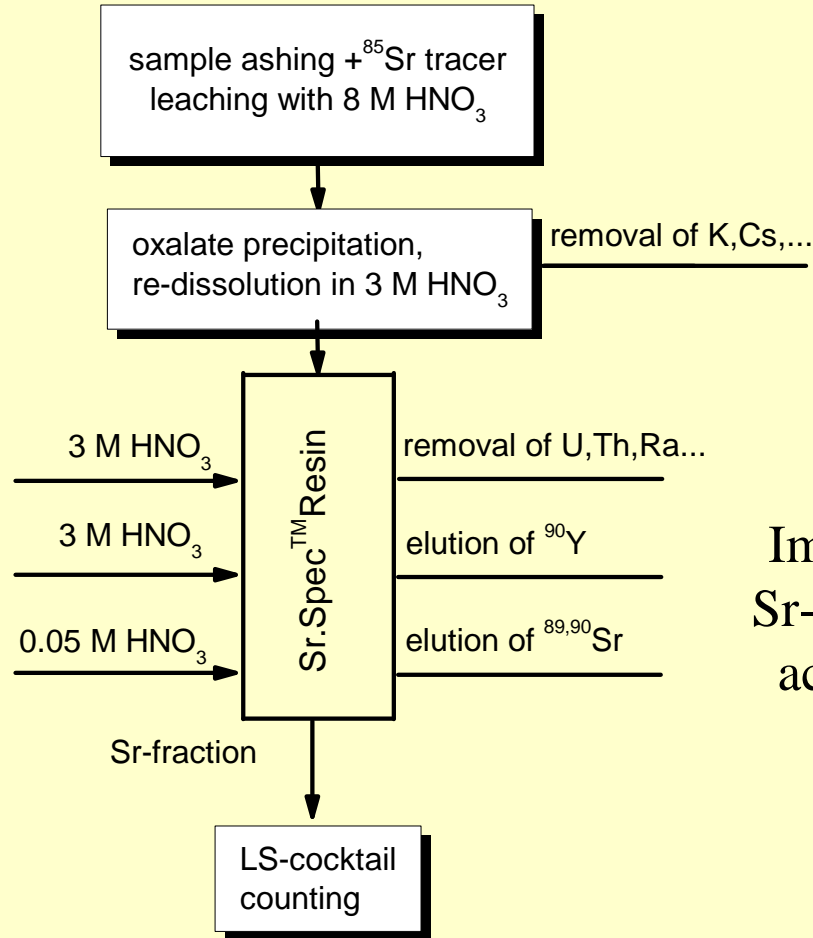 sample ashing +⁸⁵Sr tracer
leaching with 8 M HNO₃
oxalate precipitation,
re-dissolution in 3 M HNO₃
removal of K,Cs,...
Sr.Spec™Resin
3 M HNO₃
removal of U,Th,Ra...
3 M HNO₃
elution of ⁹⁰Y
0.05 M HNO₃
elution of ⁸⁹,⁹⁰Sr
Sr-fraction
LS-cocktail
counting
Sr-